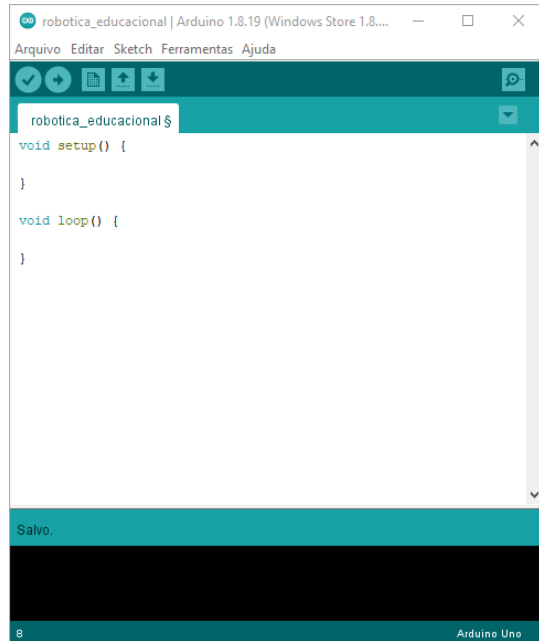 robotica_educacional | Arduino 1.8.19 (Windows Store 1.8....
Arquivo Editar Sketch Ferramentas Ajuda
robotica_educacional §
void setup() {
}
void loop() {
}
Salvo.
8 Arduino Uno